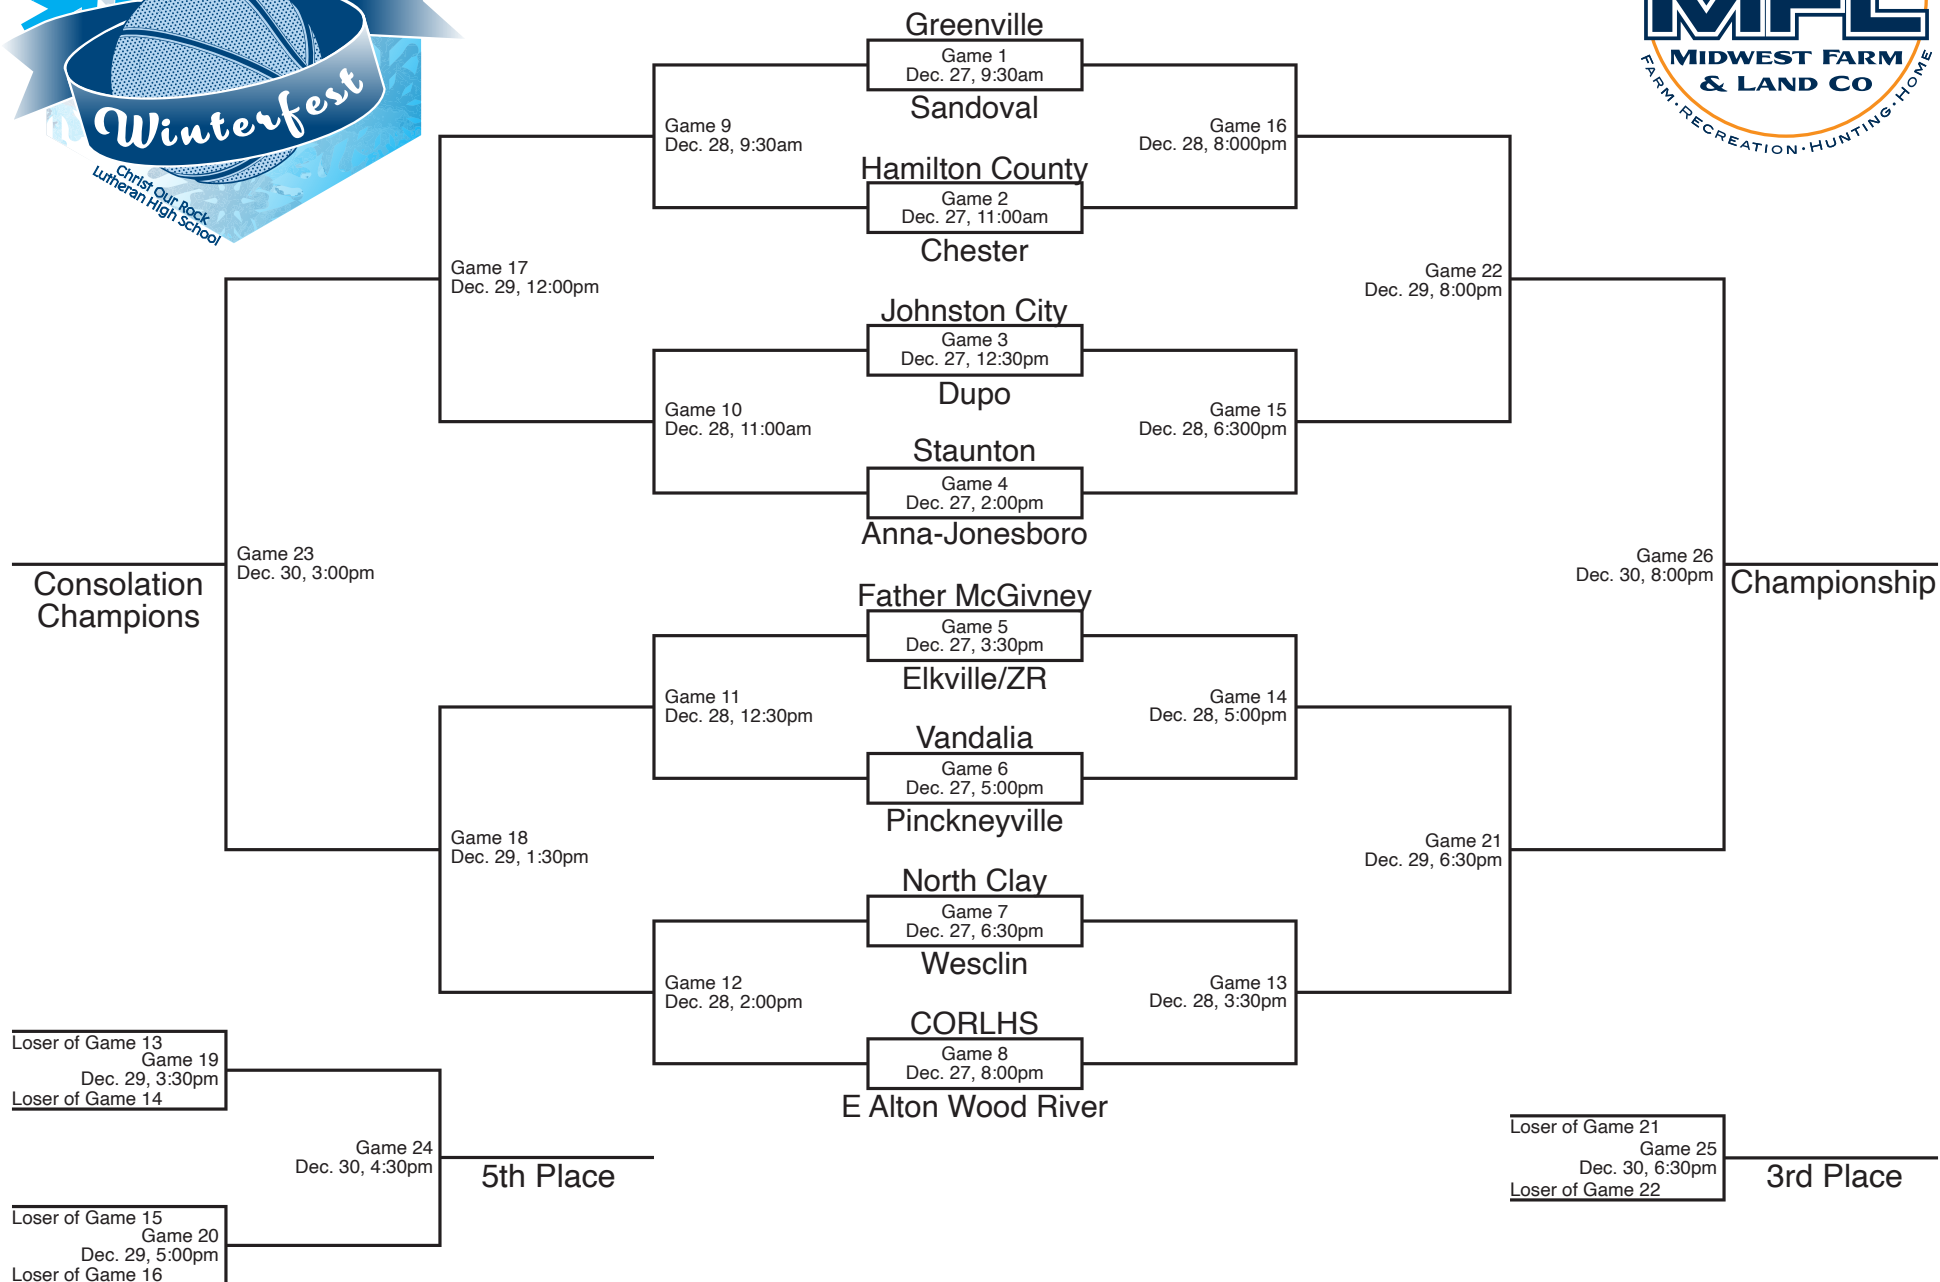 Winterfest
Christ Our Rock
Lutheran High School
MFL
MIDWEST FARM
& LAND CO
FARM·RECREATION·HUNTING·HOME
Greenville
Game 1
Dec. 27, 9:30am
Sandoval
Game 9
Dec. 28, 9:30am
Game 16
Dec. 28, 8:000pm
Hamilton County
Game 2
Dec. 27, 11:00am
Chester
Game 17
Dec. 29, 12:00pm
Game 22
Dec. 29, 8:00pm
Johnston City
Game 3
Dec. 27, 12:30pm
Dupo
Game 10
Dec. 28, 11:00am
Game 15
Dec. 28, 6:300pm
Staunton
Game 4
Dec. 27, 2:00pm
Anna-Jonesboro
Game 23
Dec. 30, 3:00pm
Consolation
Champions
Game 26
Dec. 30, 8:00pm
Championship
Father McGivney
Game 5
Dec. 27, 3:30pm
Elkville/ZR
Game 11
Dec. 28, 12:30pm
Game 14
Dec. 28, 5:00pm
Vandalia
Game 6
Dec. 27, 5:00pm
Pinckneyville
Game 18
Dec. 29, 1:30pm
Game 21
Dec. 29, 6:30pm
North Clay
Game 7
Dec. 27, 6:30pm
Wesclin
Game 12
Dec. 28, 2:00pm
Game 13
Dec. 28, 3:30pm
CORLHS
Game 8
Dec. 27, 8:00pm
E Alton Wood River
Loser of Game 13
Game 19
Dec. 29, 3:30pm
Loser of Game 14
Game 24
Dec. 30, 4:30pm
5th Place
Loser of Game 15
Game 20
Dec. 29, 5:00pm
Loser of Game 16
Loser of Game 21
Game 25
Dec. 30, 6:30pm
Loser of Game 22
3rd Place